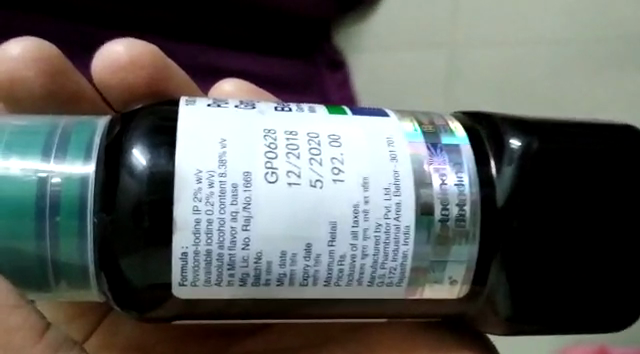 Formula:
Povidone-Iodine IP 2% w/v
(available Iodine 0.2% w/v)
Absolute alcohol content 8.38% v/v
in a Mint flavor aq. base
Mfg. Lic. No. Raj./No.1669
Batch No. GP0628
Mfg. date 12/2018
Expiry date 5/2020
Maximum Retail
Price Rs. 192.00
Inclusive of all taxes.
Manufactured by :
G.S. Pharmbutor Pvt. Ltd.,
B-172, Industrial Area, Behror - 301 701,
Rajasthan, India